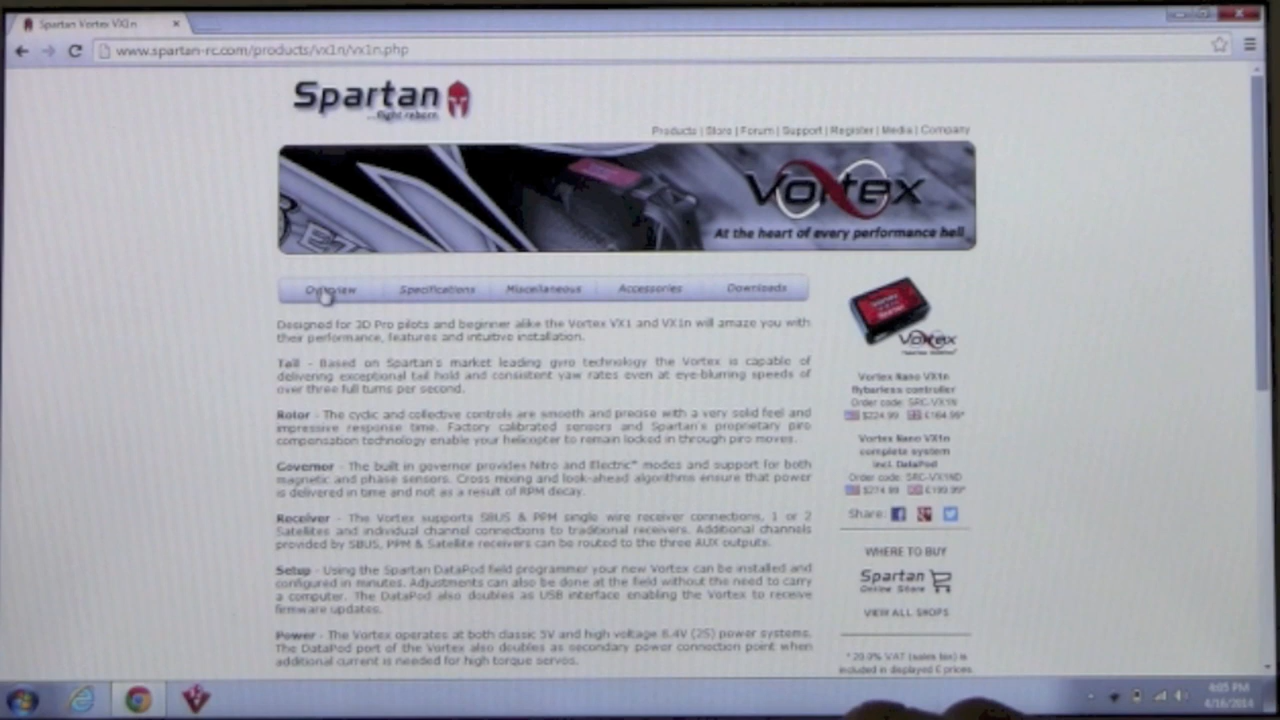 Spartan Vortex VX1n
www.spartan-rc.com/products/vx1n/vx1n.php
Spartan
...flight reborn
Products | Store | Forum | Support | Register | Media | Company
Vortex
At the heart of every performance heli
Overview Specifications Miscellaneous Accessories Downloads
Designed for 3D Pro pilots and beginner alike the Vortex VX1 and VX1n will amaze you with
their performance, features and intuitive installation.
Tail - Based on Spartan's market leading gyro technology the Vortex is capable of
delivering exceptional tail hold and consistent yaw rates even at eye-blurring speeds of
over three full turns per second.
Rotor - The cyclic and collective controls are smooth and precise with a very solid feel and
impressive response time. Factory calibrated sensors and Spartan's proprietary piro
compensation technology enable your helicopter to remain locked in through piro moves.
Governor - The built in governor provides Nitro and Electric* modes and support for both
magnetic and phase sensors. Cross mixing and look-ahead algorithms ensure that power
is delivered in time and not as a result of RPM decay.
Receiver - The Vortex supports SBUS & PPM single wire receiver connections, 1 or 2
Satellites and individual channel connections to traditional receivers. Additional channels
provided by SBUS, PPM & Satellite receivers can be routed to the three AUX outputs.
Setup - Using the Spartan DataPod field programmer your new Vortex can be installed and
configured in minutes. Adjustments can also be done at the field without the need to carry
a computer. The DataPod also doubles as USB interface enabling the Vortex to receive
firmware updates.
Power - The Vortex operates at both classic 5V and high voltage 8.4V (2S) power systems.
The DataPod port of the Vortex also doubles as secondary power connection point when
additional current is needed for high torque servos.
Vortex
Vortex Nano VX1n
flybarless controller
Order code: SRC-VX1N
$224.99 £164.99*
Vortex Nano VX1n
complete system
incl DataPod
Order code: SRC-VX1ND
$274.99 £199.99*
Share:
WHERE TO BUY
Spartan
Online Store
VIEW ALL SHOPS
* 20.0% VAT (sales tax) is
included in displayed £ prices.
4:05 PM
4/16/2014